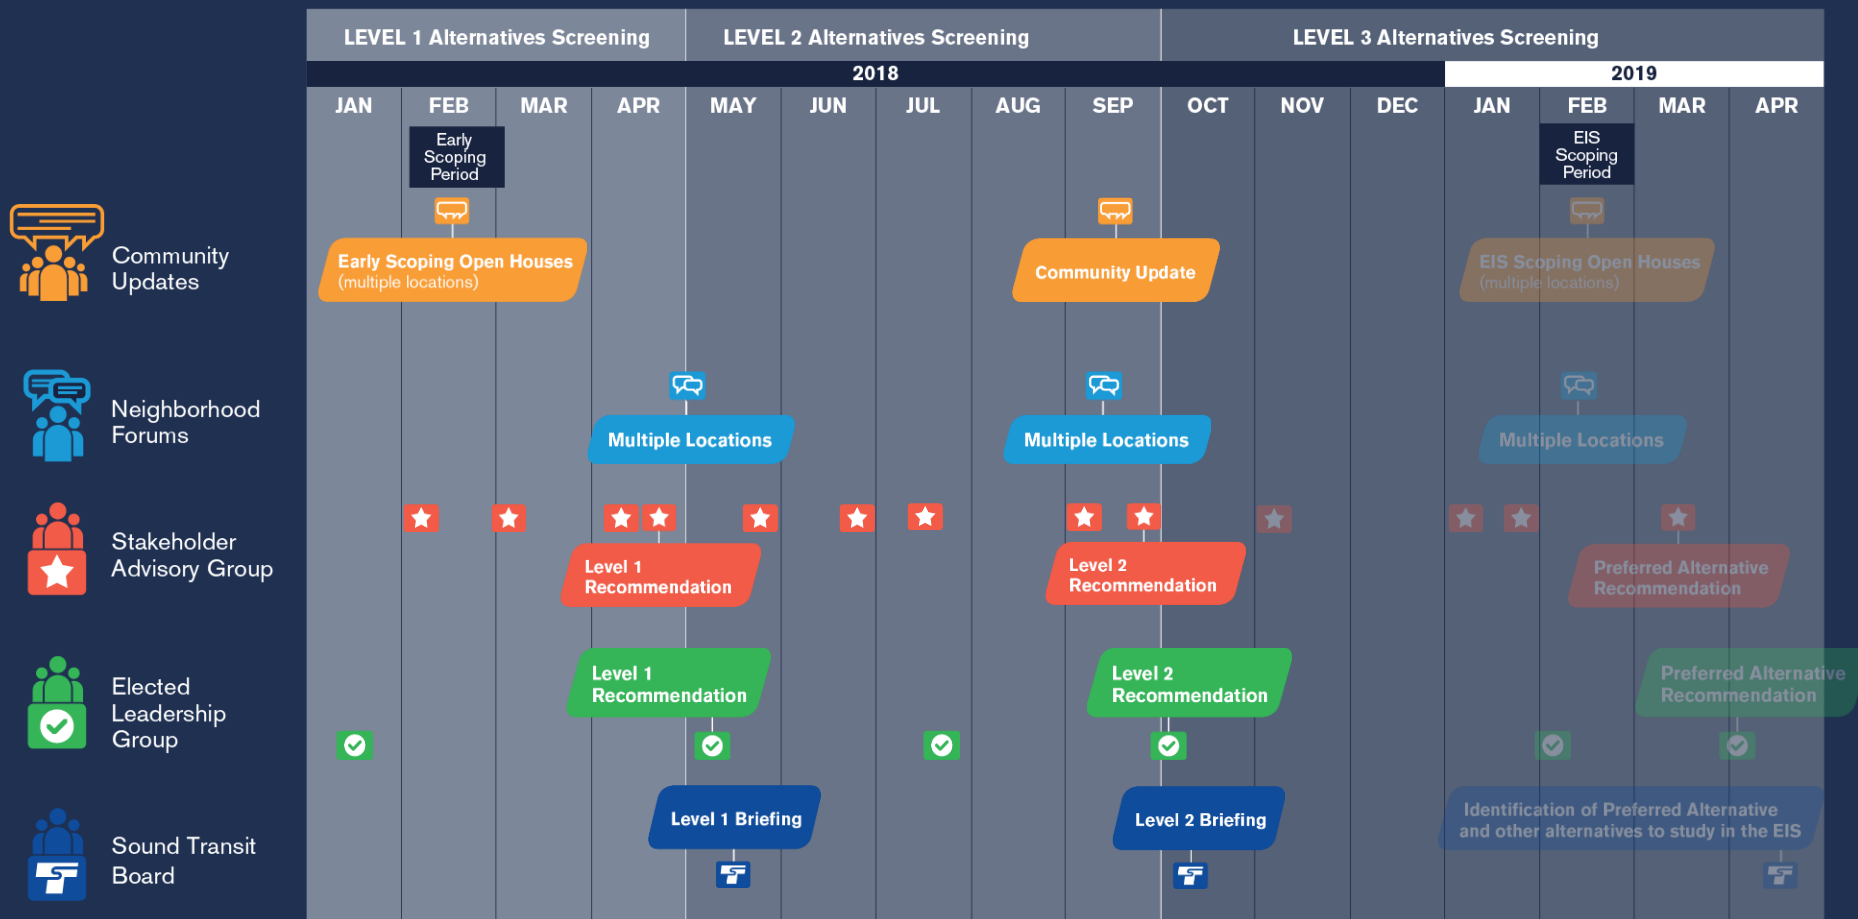 LEVEL 1 Alternatives Screening
LEVEL 2 Alternatives Screening
LEVEL 3 Alternatives Screening
2018
2019
JAN
FEB
MAR
APR
MAY
JUN
JUL
AUG
SEP
OCT
NOV
DEC
JAN
FEB
MAR
APR
Early
Scoping
Period
EIS
Scoping
Period
Community
Updates
Early Scoping Open Houses
(multiple locations)
Community Update
EIS Scoping Open Houses
(multiple locations)
Neighborhood
Forums
Multiple Locations
Multiple Locations
Multiple Locations
Stakeholder
Advisory Group
Level 1
Recommendation
Level 2
Recommendation
Preferred Alternative
Recommendation
Elected
Leadership
Group
Level 1
Recommendation
Level 2
Recommendation
Preferred Alternative
Recommendation
Sound Transit
Board
Level 1 Briefing
Level 2 Briefing
Identification of Preferred Alternative
and other alternatives to study in the EIS